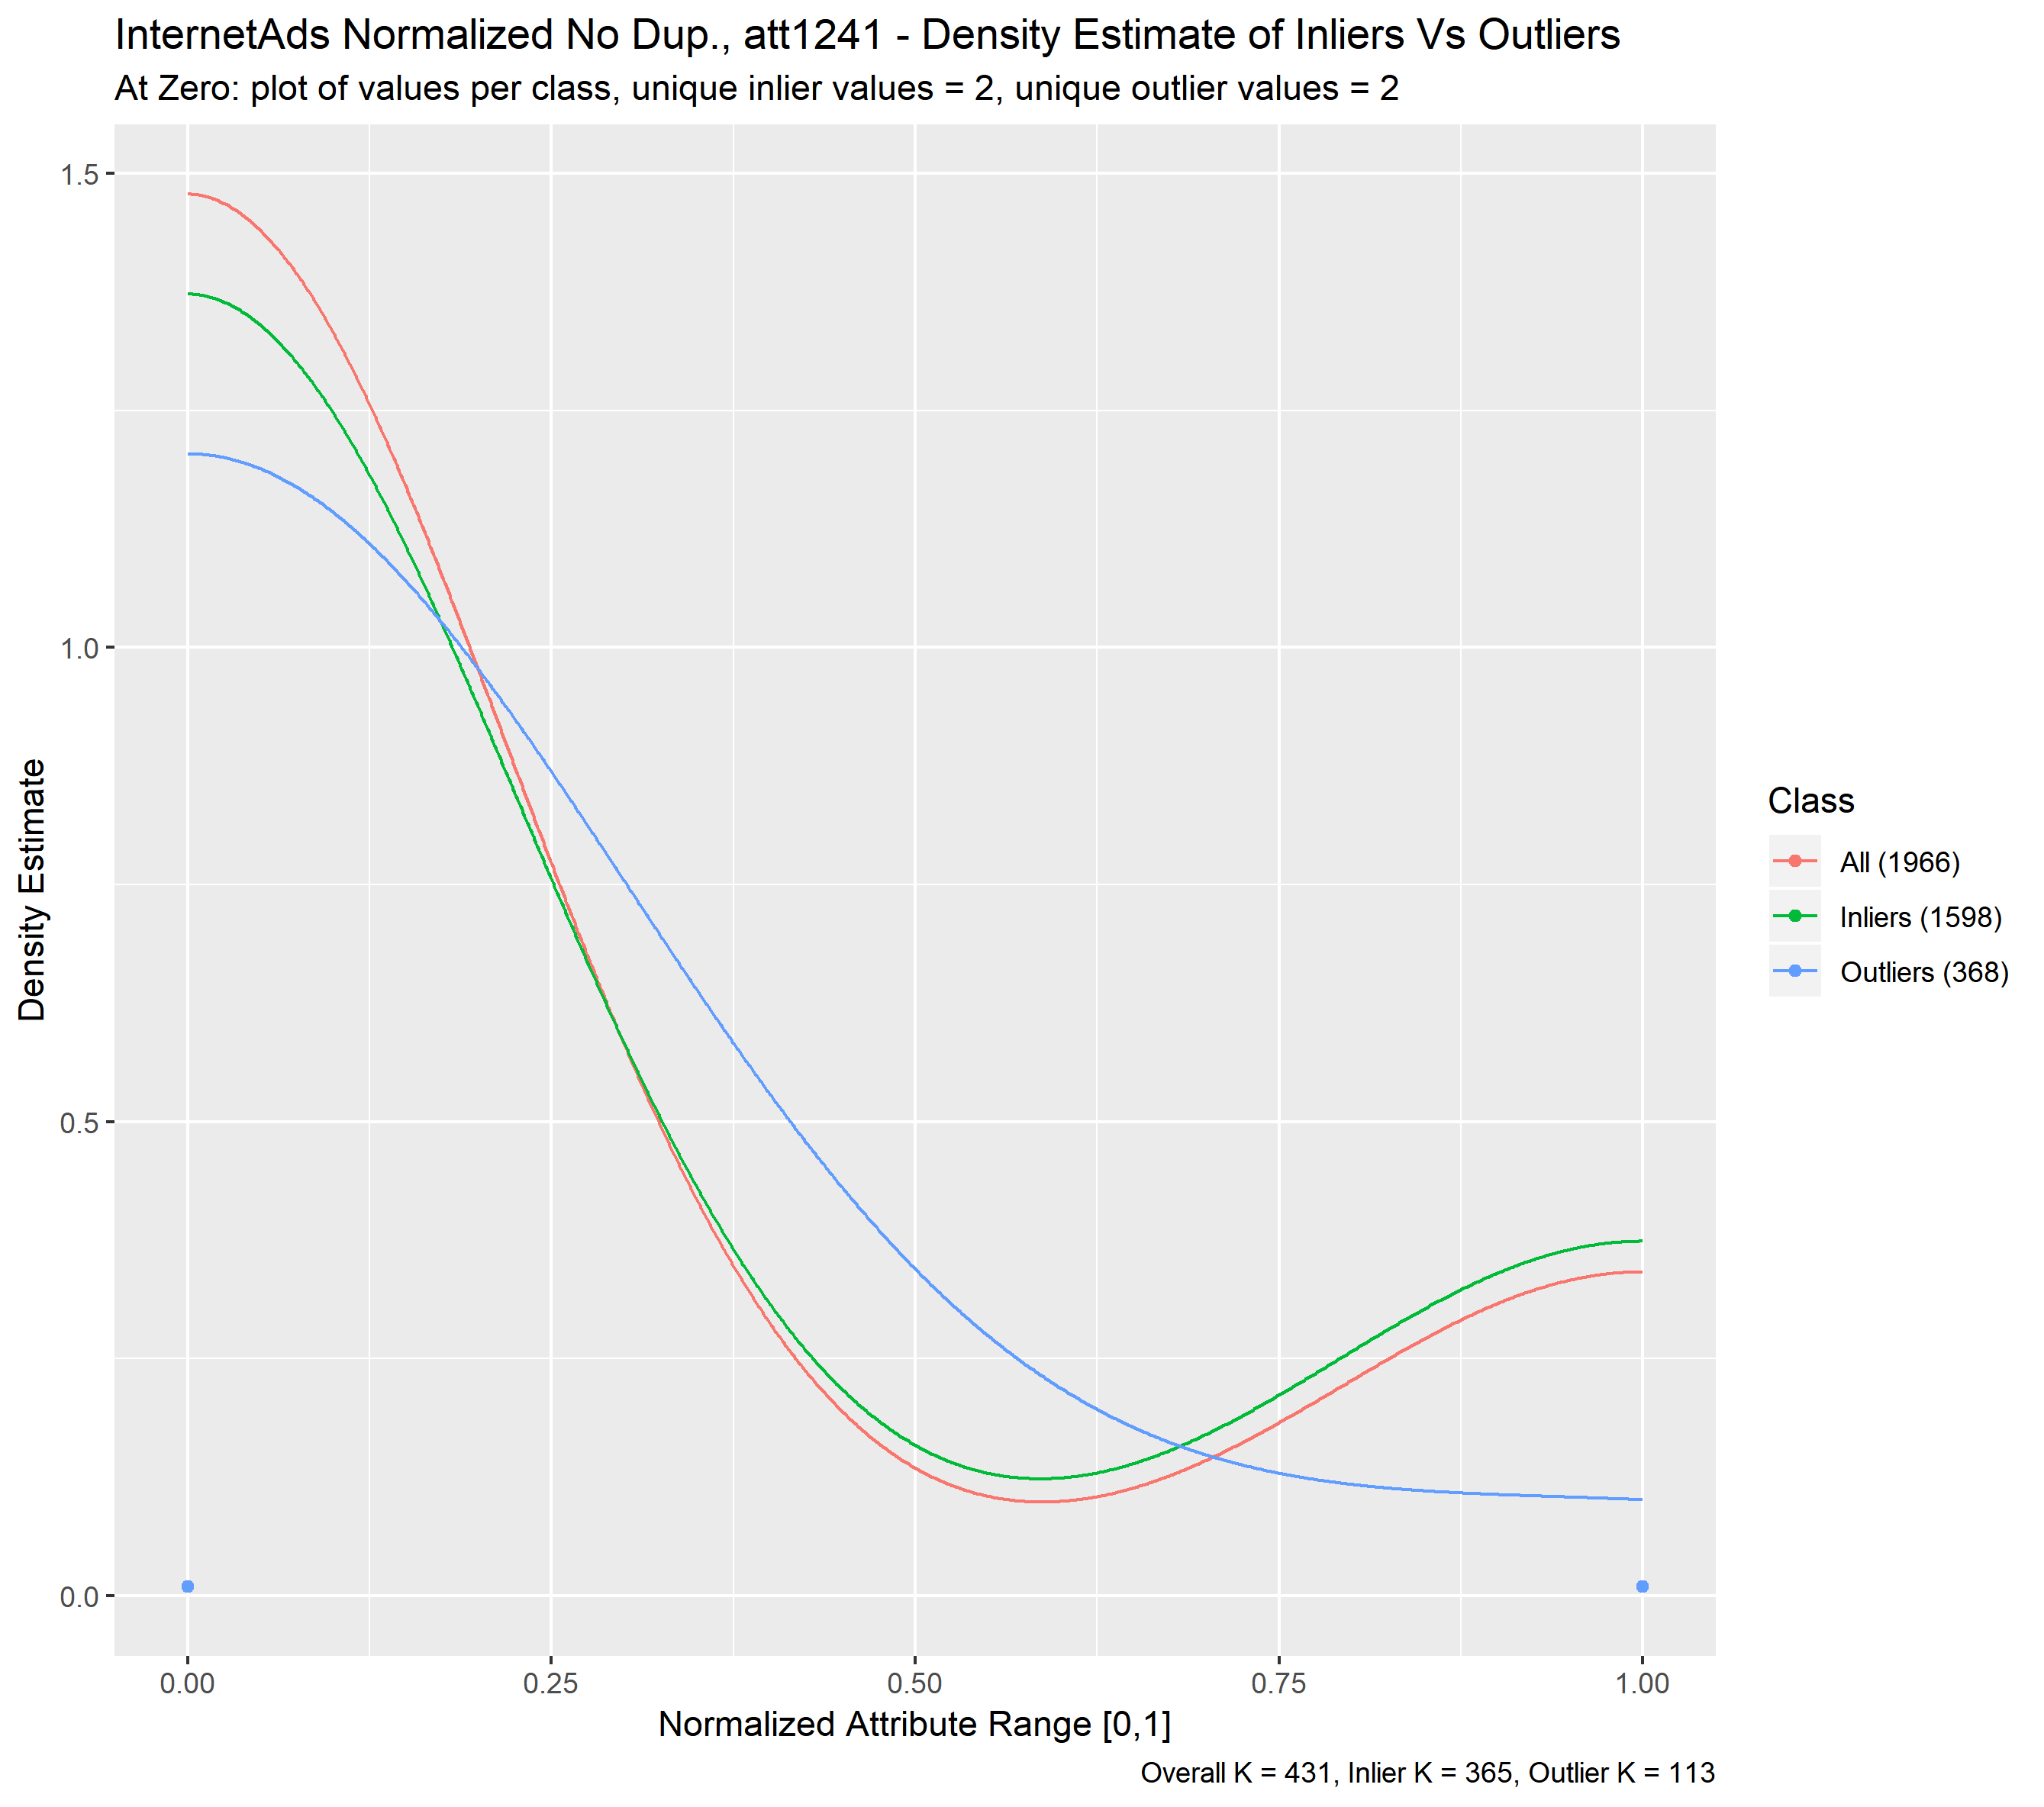 InternetAds Normalized No Dup., att1241 - Density Estimate of Inliers Vs Outliers
At Zero: plot of values per class, unique inlier values = 2, unique outlier values = 2
1.5
1.0
0.5
0.0
Density Estimate
0.00 0.25 0.50 0.75 1.00
Normalized Attribute Range [0,1]
Overall K = 431, Inlier K = 365, Outlier K = 113
Class
All (1966)
Inliers (1598)
Outliers (368)